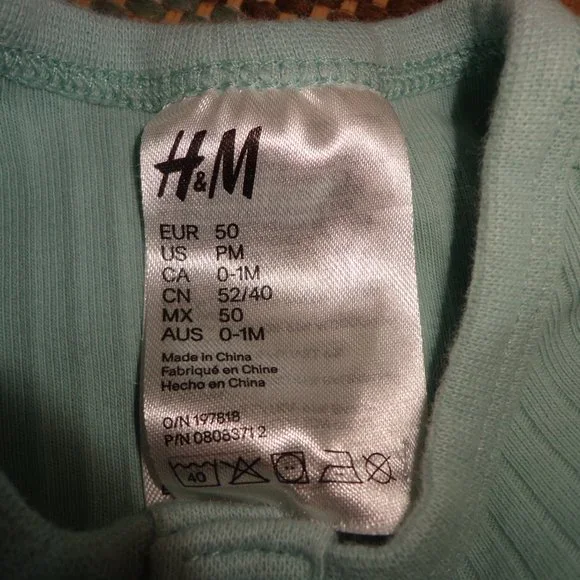 H&M
EUR 50
US PM
CA 0-1M
CN 52/40
MX 50
AUS 0-1M
Made in China
Fabriqué en Chine
Hecho en China
O/N 197818
P/N 0808371 2
40